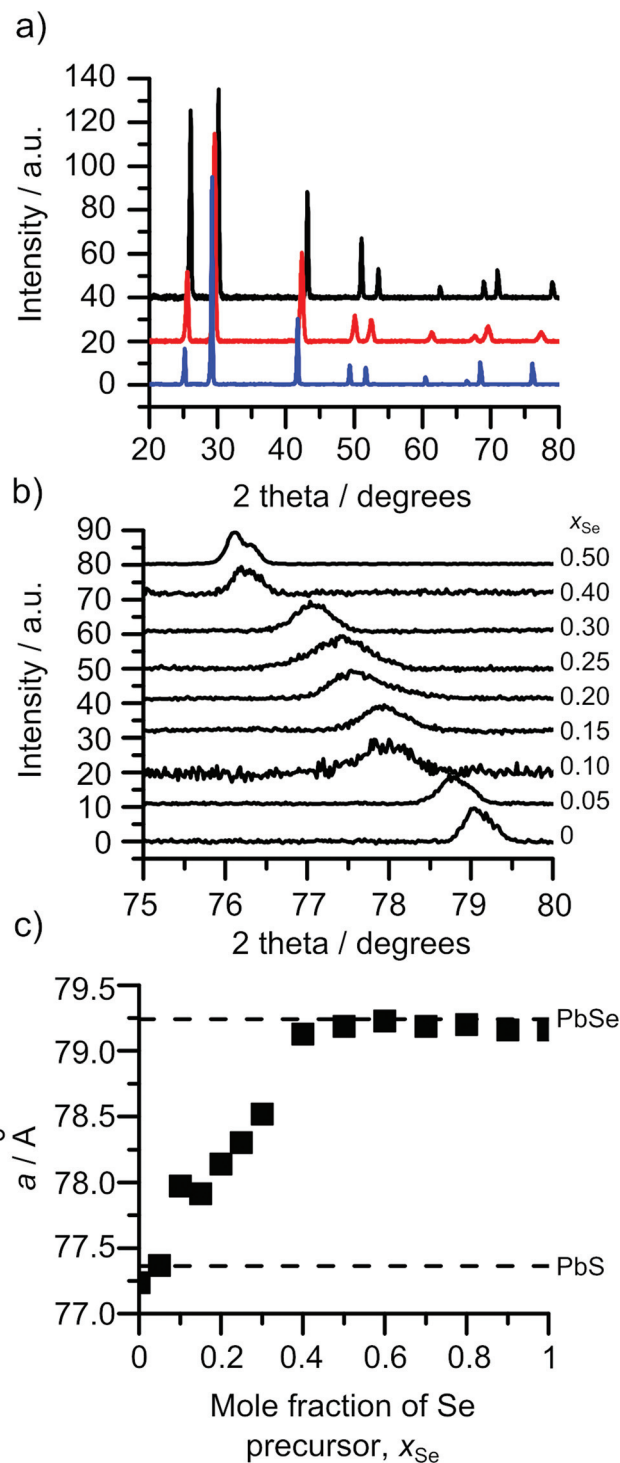 a)
140
120
100
80
60
40
20
0
Intensity / a.u.
20 30 40 50 60 70 80
2 theta / degrees
b)
90
80
70
60
50
40
30
20
10
0
Intensity / a.u.
xSe
0.50
0.40
0.30
0.25
0.20
0.15
0.10
0.05
0
75 76 77 78 79 80
2 theta / degrees
c)
79.5
79.0
78.5
78.0
77.5
77.0
a / Å
PbSe
PbS
0 0.2 0.4 0.6 0.8 1
Mole fraction of Se
precursor, xSe